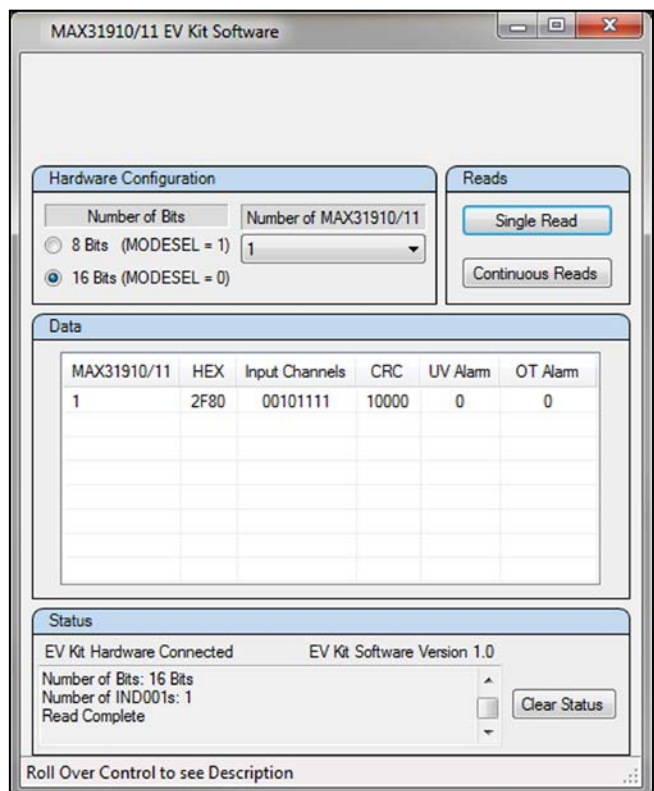 MAX31910/11 EV Kit Software
Hardware Configuration
Number of Bits
Number of MAX31910/11
8 Bits (MODESEL = 1)
1
16 Bits (MODESEL = 0)
Reads
Single Read
Continuous Reads
Data
MAX31910/11 HEX Input Channels CRC UV Alarm OT Alarm
1 2F80 00101111 10000 0 0
Status
EV Kit Hardware Connected EV Kit Software Version 1.0
Number of Bits: 16 Bits
Number of IND001s: 1
Read Complete
Clear Status
Roll Over Control to see Description